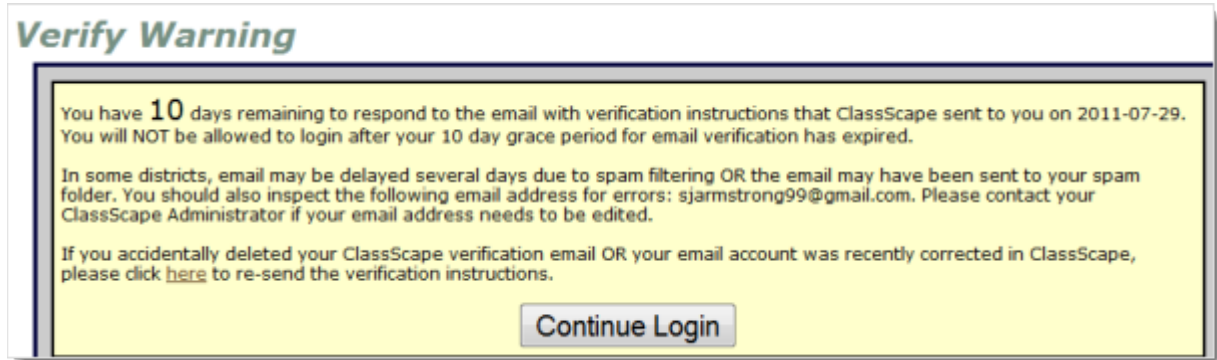 Verify Warning
You have 10 days remaining to respond to the email with verification instructions that ClassScape sent to you on 2011-07-29.
You will NOT be allowed to login after your 10 day grace period for email verification has expired.
In some districts, email may be delayed several days due to spam filtering OR the email may have been sent to your spam
folder. You should also inspect the following email address for errors: sjarmstrong99@gmail.com. Please contact your
ClassScape Administrator if your email address needs to be edited.
If you accidentally deleted your ClassScape verification email OR your email account was recently corrected in ClassScape,
please click here to re-send the verification instructions.
Continue Login